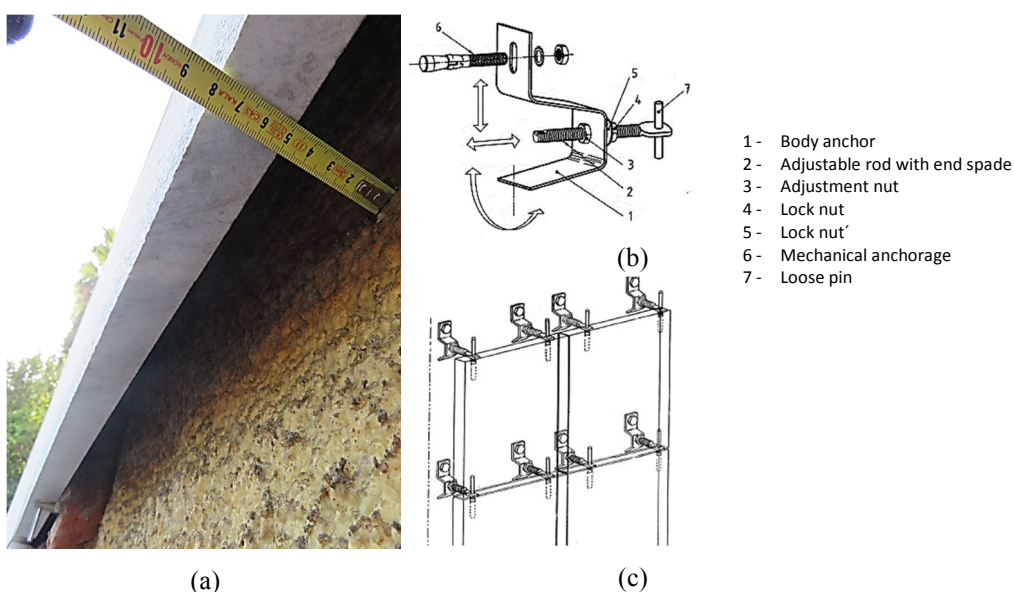 11 10 9 8 7 6 5 4 3 2 1
KALA
6
5
4
7
3
2
1
(b)
1 - Body anchor
2 - Adjustable rod with end spade
3 - Adjustment nut
4 - Lock nut
5 - Lock nut´
6 - Mechanical anchorage
7 - Loose pin
(a)
(c)